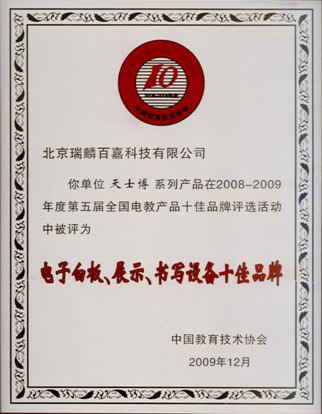 10
北京瑞麟百嘉科技有限公司
你单位 天士博 系列产品在2008-2009
年度第五届全国电教产品十佳品牌评选活动
中被评为
电子白板、展示、书写设备十佳品牌
中国教育技术协会
2009年12月